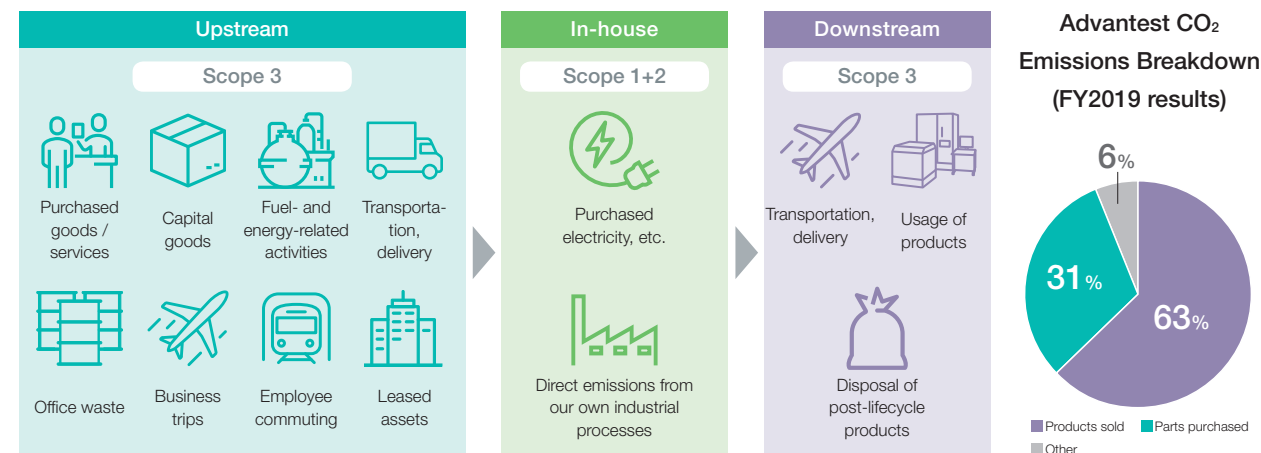 Upstream
Scope 3
Purchased
goods /
services
Capital
goods
Fuel- and
energy-related
activities
Transporta-
tion,
delivery
Office waste
Business
trips
Employee
commuting
Leased
assets
In-house
Scope 1+2
Purchased
electricity, etc.
Direct emissions from
our own industrial
processes
Downstream
Scope 3
Transportation,
delivery
Usage of
products
Disposal of
post-lifecycle
products
Advantest CO₂
Emissions Breakdown
(FY2019 results)
6%
31%
63%
Products sold Parts purchased
Other